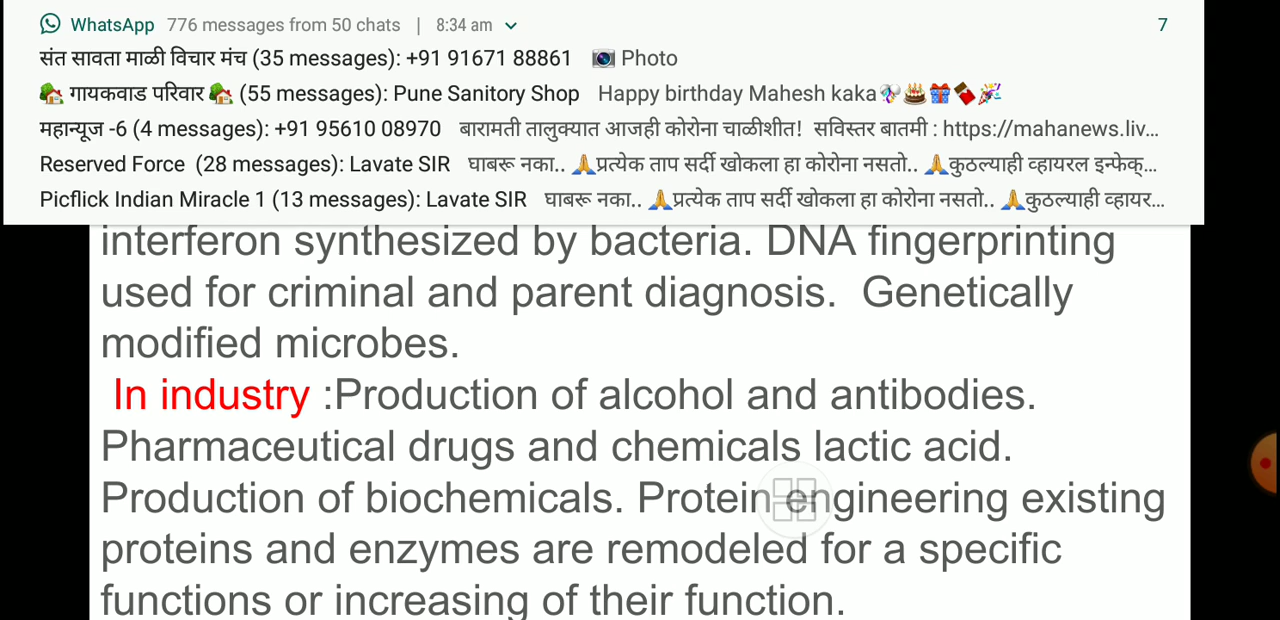 WhatsApp 776 messages from 50 chats | 8:34 am 7
संत सावता माळी विचार मंच (35 messages): +91 91671 88861 📷 Photo
🏡 गायकवाड परिवार 🏡 (55 messages): Pune Sanitory Shop Happy birthday Mahesh kaka💐🎂🎁🍫🎉
महान्यूज -6 (4 messages): +91 95610 08970 बारामती तालुक्यात आजही कोरोना चाळीशीत! सविस्तर बातमी : https://mahanews.liv...
Reserved Force (28 messages): Lavate SIR घाबरू नका.. 🙏प्रत्येक ताप सर्दी खोकला हा कोरोना नसतो.. 🙏कुठल्याही व्हायरल इन्फेक्...
Picflick Indian Miracle 1 (13 messages): Lavate SIR घाबरू नका.. 🙏प्रत्येक ताप सर्दी खोकला हा कोरोना नसतो.. 🙏कुठल्याही व्हायर...
interferon synthesized by bacteria. DNA fingerprinting
used for criminal and parent diagnosis. Genetically
modified microbes.
In industry :Production of alcohol and antibodies.
Pharmaceutical drugs and chemicals lactic acid.
Production of biochemicals. Protein engineering existing
proteins and enzymes are remodeled for a specific
functions or increasing of their function.